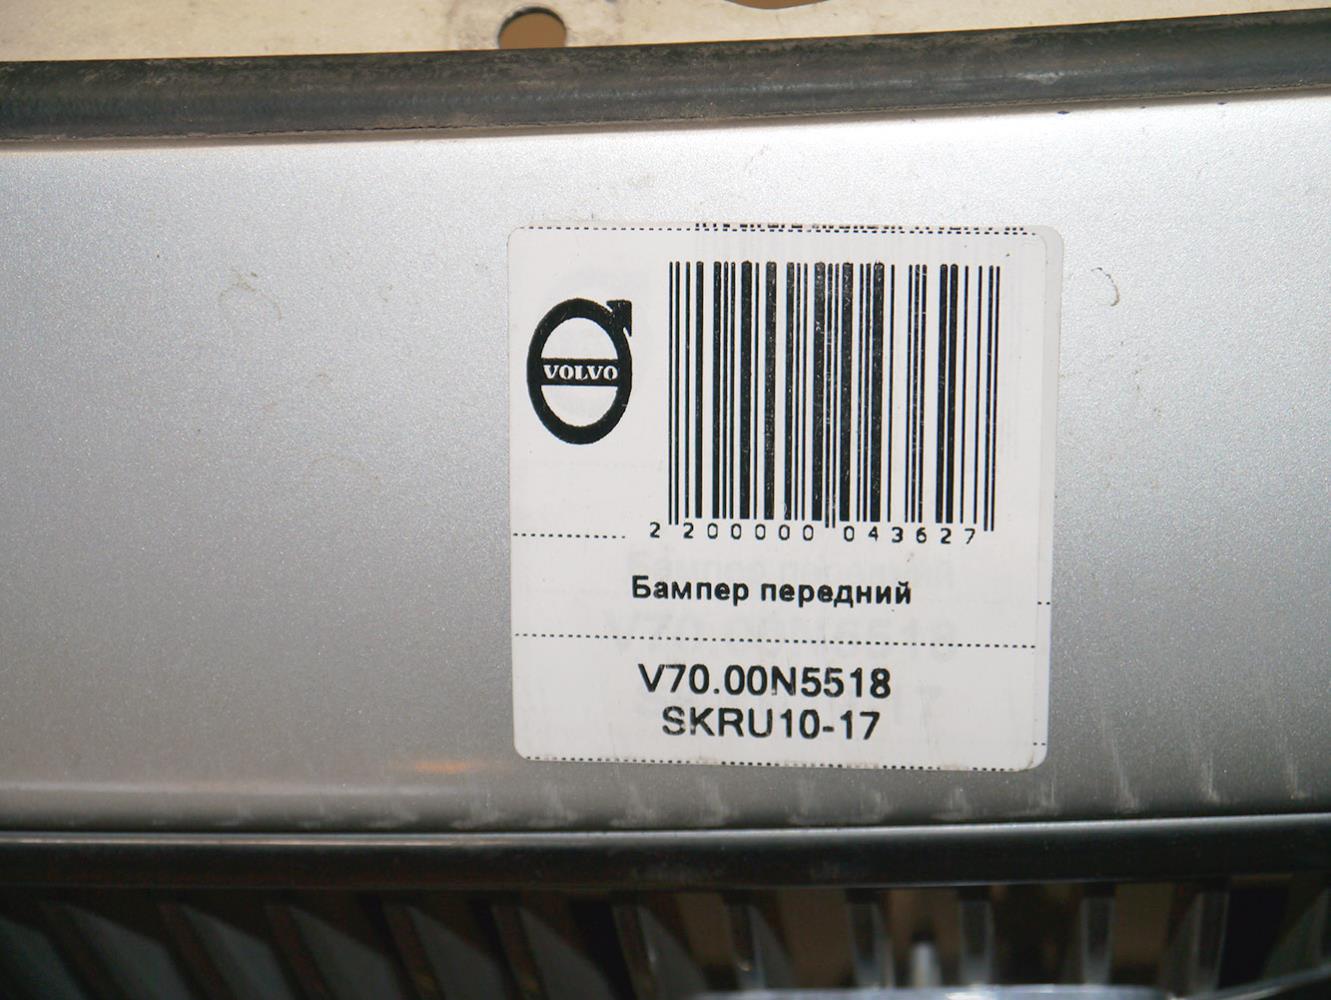 VOLVO
2 200000 043627
Бампер передний
V70.00N5518
SKRU10-17